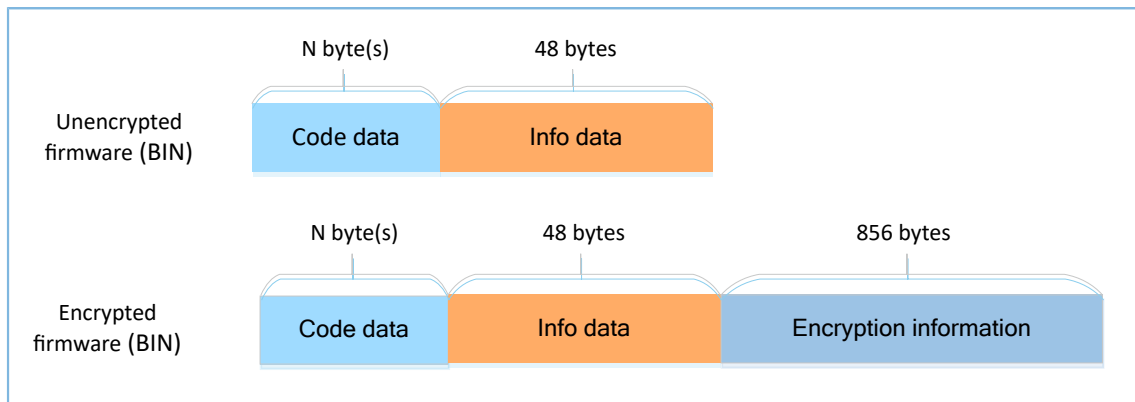 N byte(s) 48 bytes
Unencrypted
firmware (BIN)
Code data Info data
N byte(s) 48 bytes 856 bytes
Encrypted
firmware (BIN)
Code data Info data Encryption information